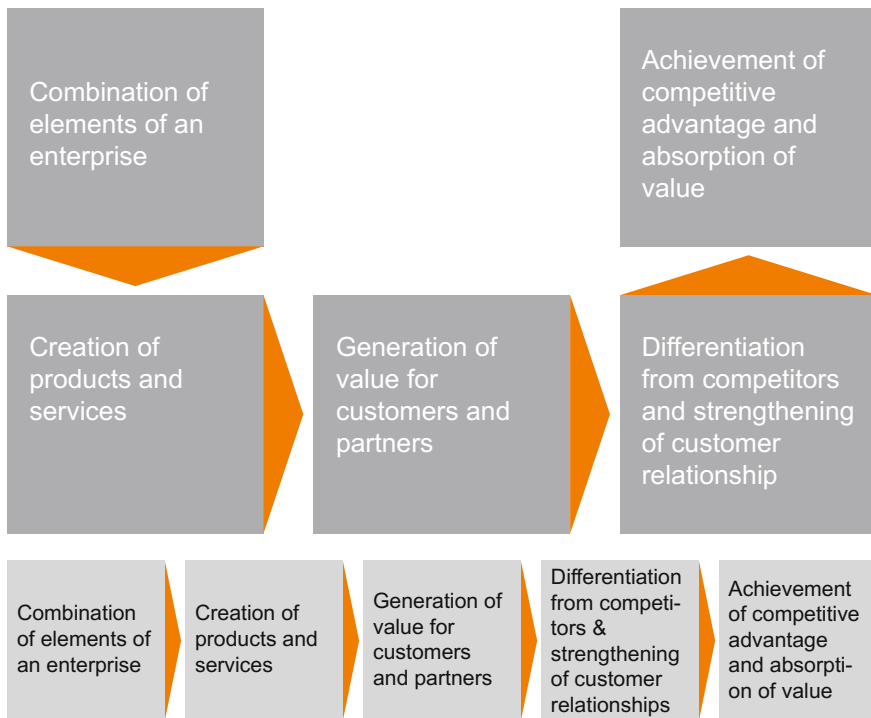 Combination of
elements of an
enterprise
Achievement of
competitive
advantage and
absorption of
value
Creation of
products and
services
Generation of
value for
customers and
partners
Differentiation
from competitors
and strengthening
of customer
relationship
Combination
of elements of
an enterprise
Creation of
products and
services
Generation of
value for
customers
and partners
Differentiation
from competi-
tors &
strengthening
of customer
relationships
Achievement
of competitive
advantage
and absorpti-
on of value